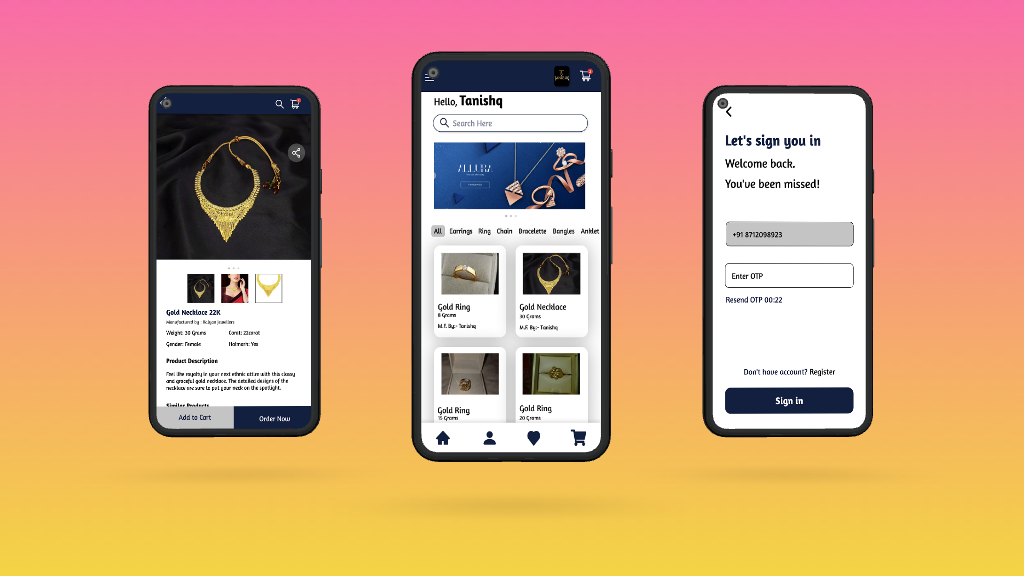 Gold Necklace 22K
Manufactured by : Kalyan Jewellers
Weight: 30 Grams
Carat: 22carat
Gender: Female
Halmark: Yes
Product Description
Feel like royalty in your next ethnic attire with this classy
and graceful gold necklace. The detailed designs of the
necklace are sure to put your neck on the spotlight.
Similar Products
Add to Cart
Order Now
Hello, Tanishq
Search Here
ALLURA
All
Earrings
Ring
Chain
Bracelette
Bangles
Anklet
Gold Ring
8 Grams
M.F. By:- Tanishq
Gold Necklace
30 Grams
M.F. By:- Tanishq
Gold Ring
15 Grams
Gold Ring
20 Grams
Let's sign you in
Welcome back.
You've been missed!
+91 8712098923
Enter OTP
Resend OTP 00:22
Don't have account? Register
Sign in